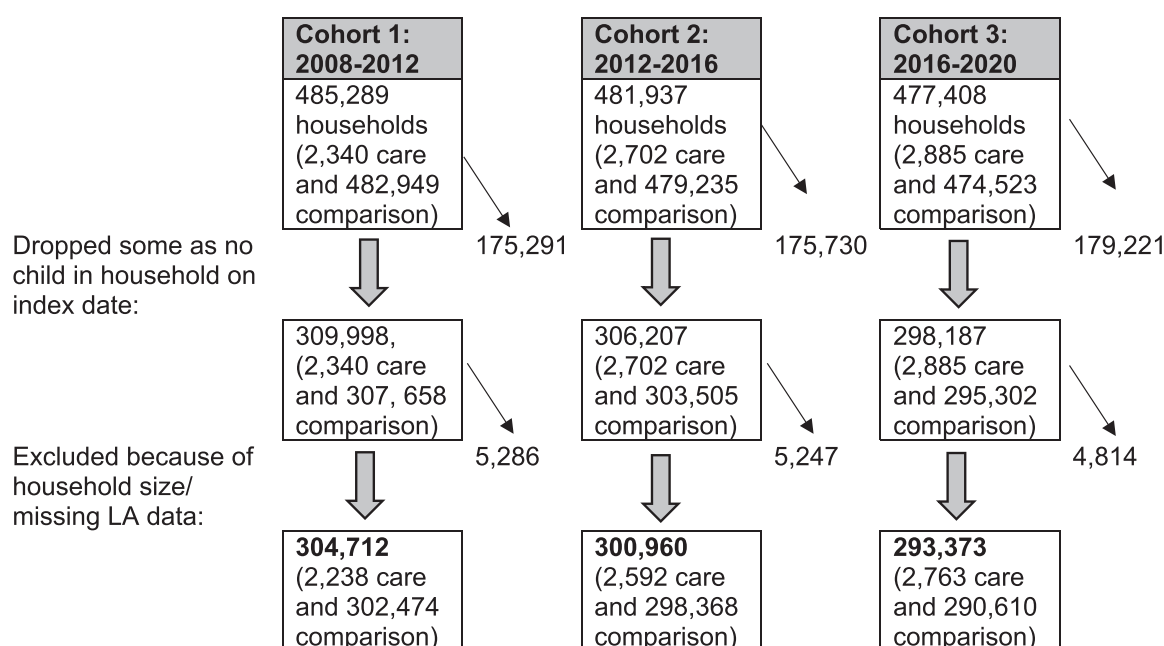 Cohort 1:
2008-2012
485,289
households
(2,340 care
and 482,949
comparison)
Cohort 2:
2012-2016
481,937
households
(2,702 care
and 479,235
comparison)
Cohort 3:
2016-2020
477,408
households
(2,885 care
and 474,523
comparison)
Dropped some as no
child in household on
index date:
175,291
175,730
179,221
309,998,
(2,340 care
and 307, 658
comparison)
306,207
(2,702 care
and 303,505
comparison)
298,187
(2,885 care
and 295,302
comparison)
Excluded because of
household size/
missing LA data:
5,286
5,247
4,814
304,712
(2,238 care
and 302,474
comparison)
300,960
(2,592 care
and 298,368
comparison)
293,373
(2,763 care
and 290,610
comparison)